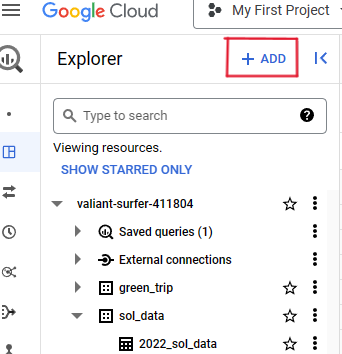 Google Cloud
My First Project
Explorer
+ ADD
Type to search
?
Viewing resources.
SHOW STARRED ONLY
valiant-surfer-411804
Saved queries (1)
External connections
green_trip
sol_data
2022_sol_data